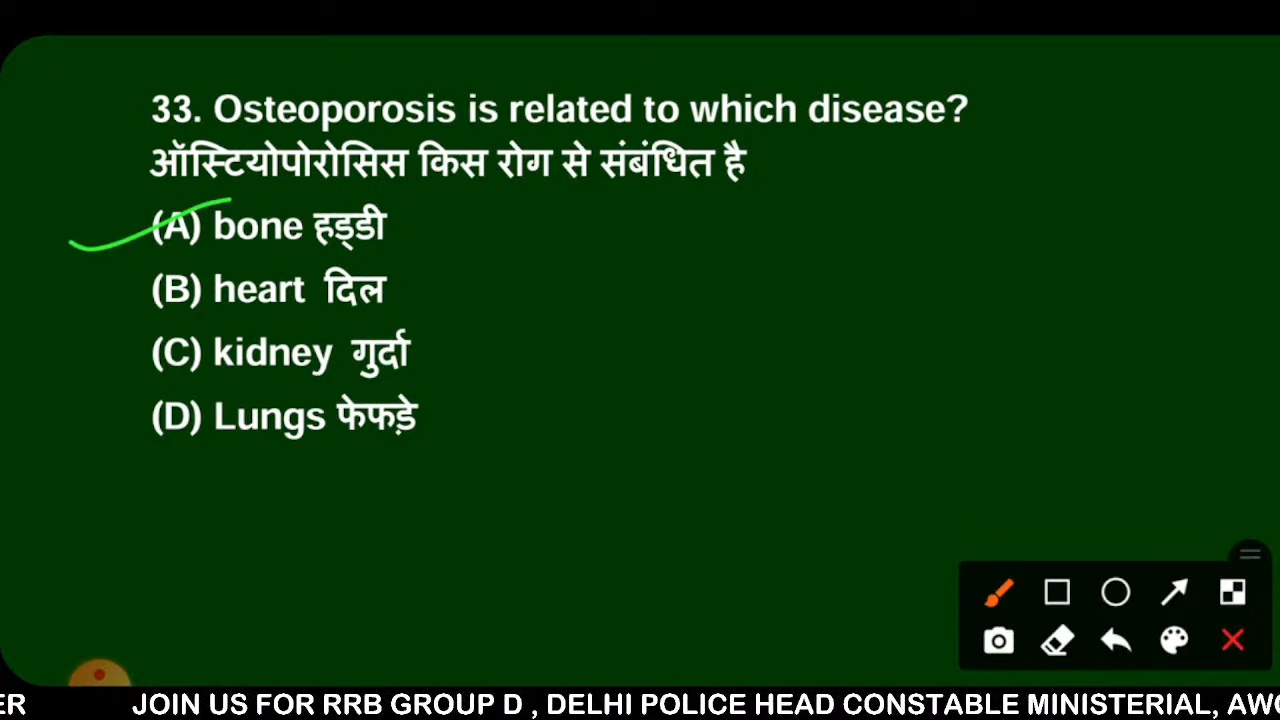 33. Osteoporosis is related to which disease?
ऑस्टियोपोरोसिस किस रोग से संबंधित है
(A) bone हड्डी
(B) heart दिल
(C) kidney गुर्दा
(D) Lungs फेफड़े
ER JOIN US FOR RRB GROUP D , DELHI POLICE HEAD CONSTABLE MINISTERIAL, AWO